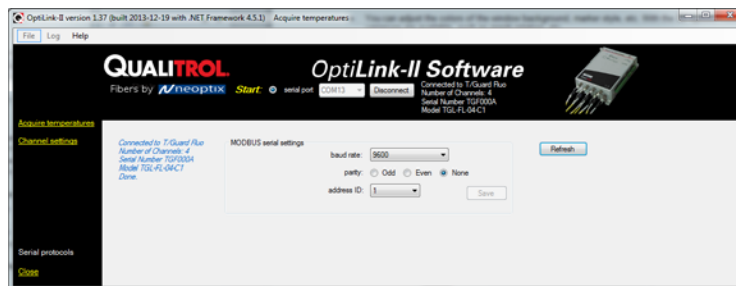 OptiLink-II version 1.37 (built 2013-12-19 with .NET Framework 4.5.1) Acquire temperatures
File Log Help
QUALITROL.
OptiLink-II Software
Fibers by Neoptix Start: serial port COM13 Disconnect
Connected to T/Guard Fluo
Number of Channels: 4
Serial Number TGF000A
Model TGL-FL-04-C1
Acquire temperatures
Channel settings
Connected to T/Guard Fluo
Number of Channels: 4
Serial Number TGF000A
Model TGL-FL-04-C1
Done.
MODBUS serial settings
baud rate: 9600
parity: Odd Even None
address ID: 1
Save
Refresh
Serial protocols
Close